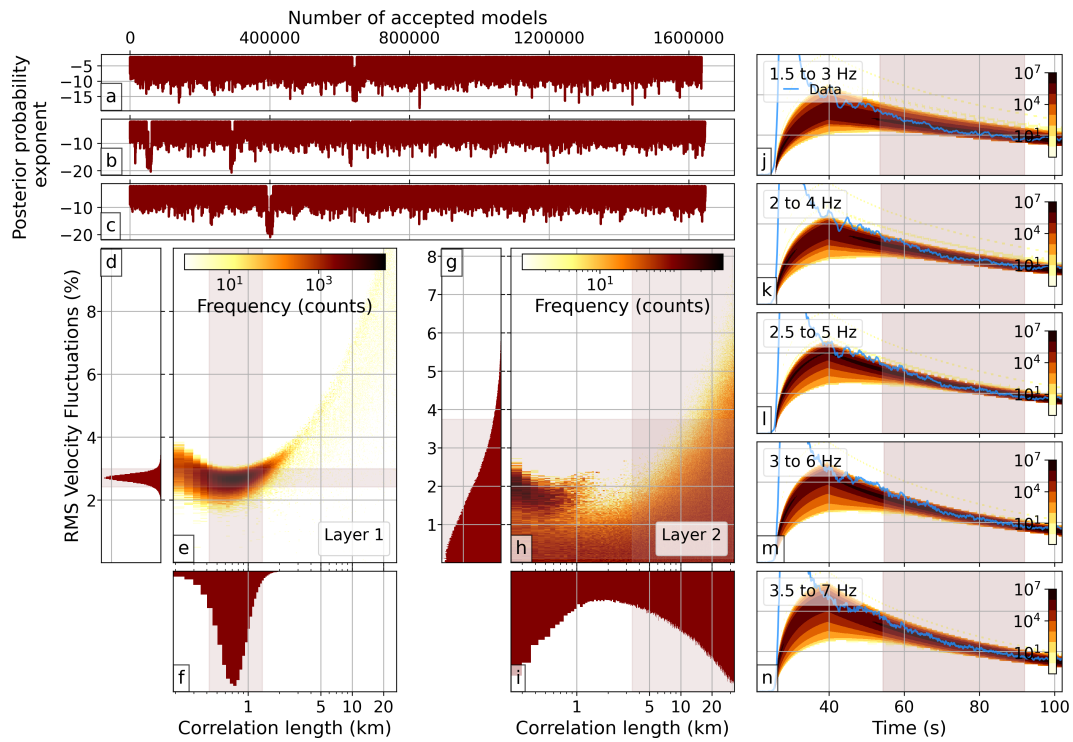 Number of accepted models
0 400000 800000 1200000 1600000
Posterior probability
exponent
−5
−10
−15
a
−10
−20
b
−10
−20
c
d
RMS Velocity Fluctuations (%)
8
6
4
2
10¹ 10³
Frequency (counts)
Layer 1
e
f
1 5 10 20
Correlation length (km)
g
8
7
6
5
4
3
2
1
10¹
Frequency (counts)
Layer 2
h
i
1 5 10 20
Correlation length (km)
1.5 to 3 Hz
Data
10⁷
10⁴
10¹
j
2 to 4 Hz
10⁷
10⁴
10¹
k
2.5 to 5 Hz
10⁷
10⁴
10¹
l
3 to 6 Hz
10⁷
10⁴
10¹
m
3.5 to 7 Hz
10⁷
10⁴
10¹
n
40 60 80 100
Time (s)